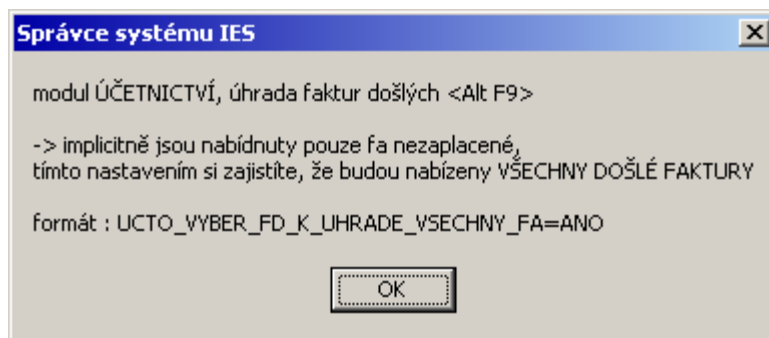 Správce systému IES
modul ÚČETNICTVÍ, úhrada faktur došlých <Alt F9>
-> implicitně jsou nabídnuty pouze fa nezaplacené,
tímto nastavením si zajistíte, že budou nabízeny VŠECHNY DOŠLÉ FAKTURY
formát : UCTO_VYBER_FD_K_UHRADE_VSECHNY_FA=ANO
OK